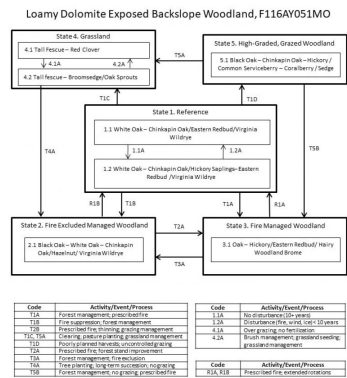 Loamy Dolomite Exposed Backslope Woodland, F116AY051MO
State 4. Grassland
4.1 Tall Fescue – Red Clover
4.1A
4.2A
4.2 Tall fescue – Broomsedge/Oak Sprouts
T5A
State 5. High-Graded, Grazed Woodland
5.1 Black Oak – Chinkapin Oak – Hickory /
Common Serviceberry – Coralberry / Sedge
T1C
T1D
State 1. Reference
1.1 White Oak – Chinkapin Oak/Eastern Redbud/Virginia
Wildrye
1.1A
1.2A
1.2 White Oak – Chinkapin Oak/Hickory Saplings–Eastern
Redbud /Virginia Wildrye
T4A
T5B
R1B
T1B
T1A
R1A
State 2. Fire Excluded Managed Woodland
2.1 Black Oak – White Oak – Chinkapin
Oak/Hazelnut/ Virginia Wildrye
T2A
T3A
State 3. Fire Managed Woodland
3.1 Oak – Hickory/Eastern Redbud/ Hairy
Woodland Brome
Code Activity/Event/Process
T1A Forest management; prescribed fire
T1B Fire suppression; forest management
T2B Prescribed fire; thinning; grazing management
T1C, T5A Clearing; pasture planting; grassland management
T1D Poorly planned harvests; uncontrolled grazing
T2A Prescribed fire; forest stand improvement
T3A Forest management; fire exclusion
T4A Tree planting; long-term succession; no grazing
T5B Forest management; no grazing; prescribed fire
Code Activity/Event/Process
1.1A No disturbance (10+ years)
1.2A Disturbance (fire, wind, ice) < 10 years
4.1A Over grazing; no fertilization
4.2A Brush management; grassland seeding;
grassland management
Code Activity/Event/Process
R1A, R1B Prescribed fire; extended rotations